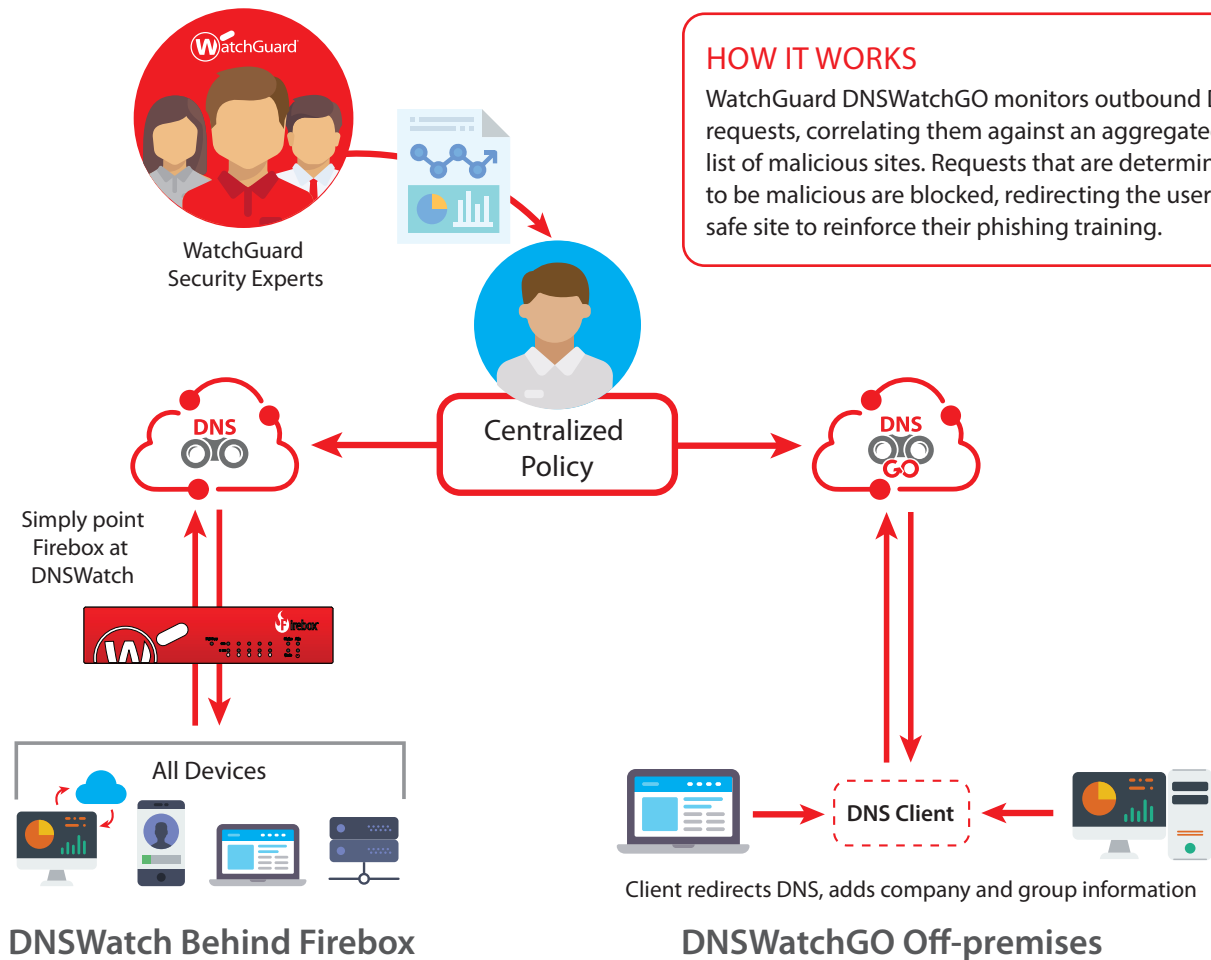 WatchGuard
WatchGuard
Security Experts
HOW IT WORKS
WatchGuard DNSWatchGO monitors outbound
requests, correlating them against an aggregated
list of malicious sites. Requests that are
to be malicious are blocked, redirecting the user
safe site to reinforce their phishing training.
Centralized
Policy
DNS
DNS
GO
Simply point
Firebox at
DNSWatch
Firebox
All Devices
DNS Client
Client redirects DNS, adds company and group information
DNSWatch Behind Firebox
DNSWatchGO Off-premises